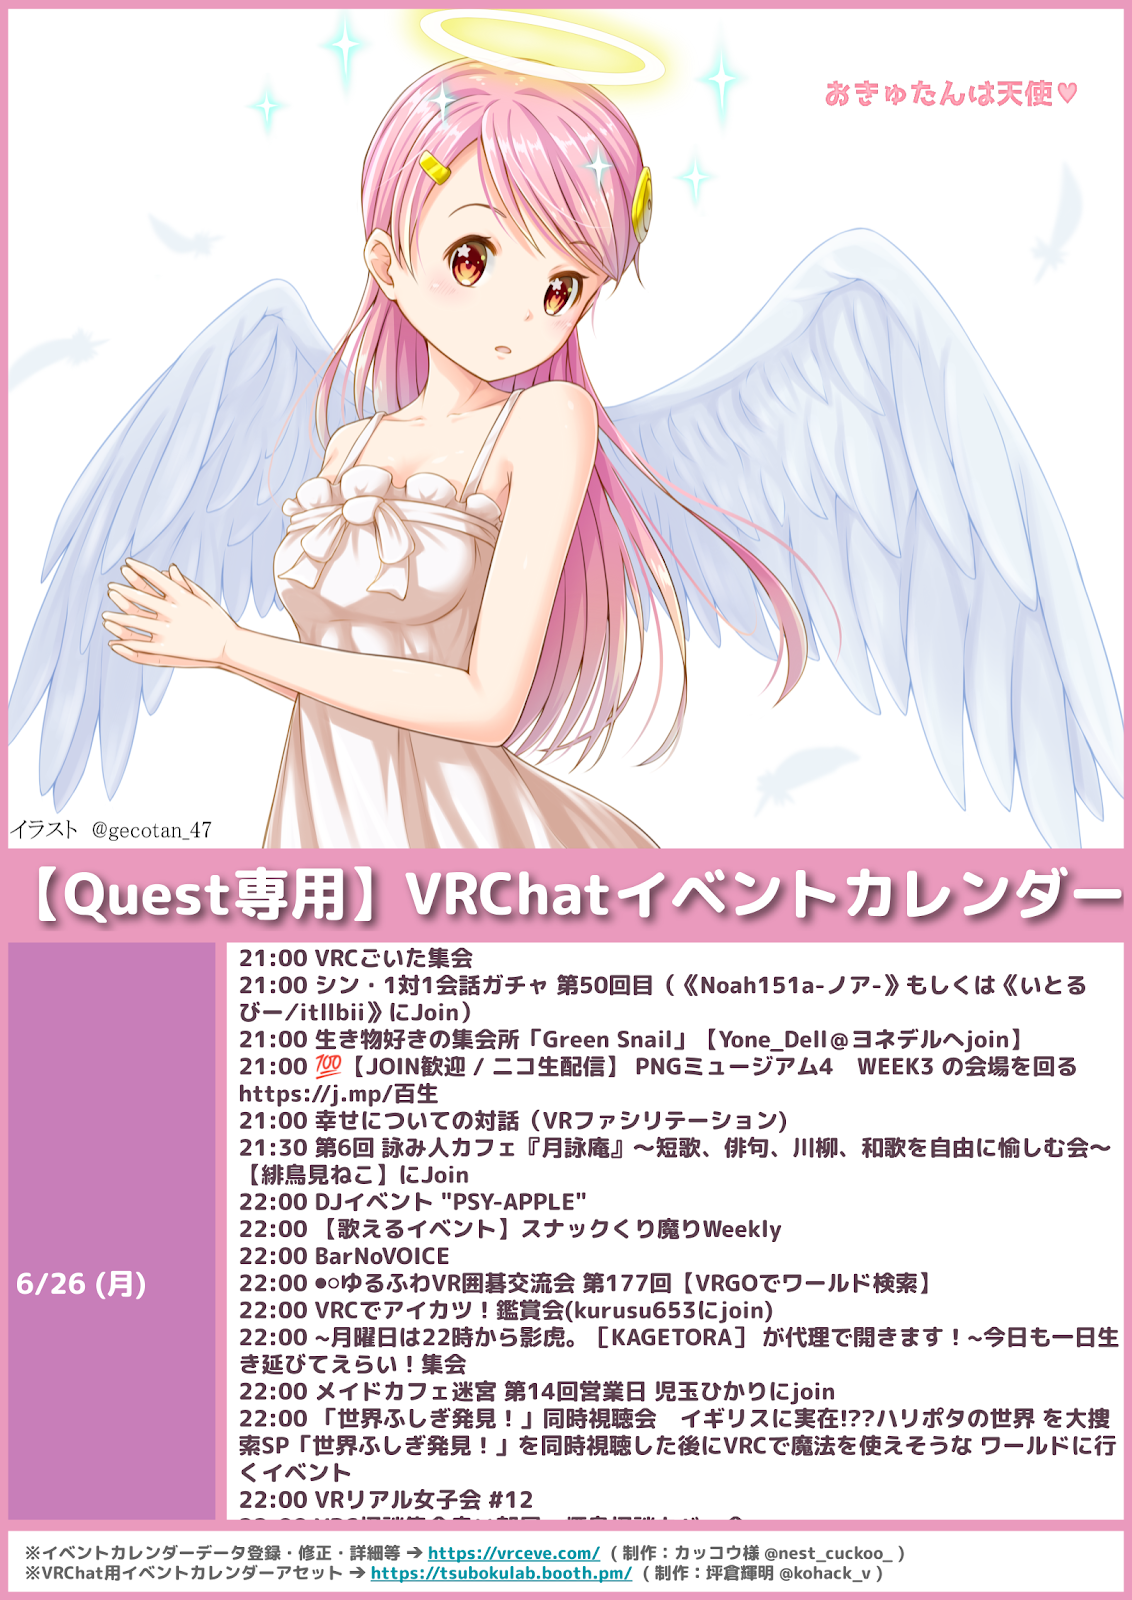 おきゅたんは天使♥
イラスト @gecotan_47
【Quest専用】VRChatイベントカレンダー
6/26 (月)
21:00 VRCごいた集会
21:00 シン・1対1会話ガチャ 第50回目（《Noah151a-ノア-》もしくは《いとる
びー/itllbii》にJoin）
21:00 生き物好きの集会所「Green Snail」【Yone_Dell@ヨネデルへjoin】
21:00 💯【JOIN歓迎 / ニコ生配信】 PNGミュージアム4　WEEK3 の会場を回る
https://j.mp/百生
21:00 幸せについての対話（VRファシリテーション)
21:30 第6回 詠み人カフェ『月詠庵』～短歌、俳句、川柳、和歌を自由に愉しむ会～
【緋鳥見ねこ】にJoin
22:00 DJイベント "PSY-APPLE"
22:00 【歌えるイベント】スナックくり魔りWeekly
22:00 BarNoVOICE
22:00 ●○ゆるふわVR囲碁交流会 第177回【VRGOでワールド検索】
22:00 VRCでアイカツ！鑑賞会(kurusu653にjoin)
22:00 ~月曜日は22時から影虎。［KAGETORA］ が代理で開きます！~今日も一日生
き延びてえらい！集会
22:00 メイドカフェ迷宮 第14回営業日 児玉ひかりにjoin
22:00 「世界ふしぎ発見！」同時視聴会　イギリスに実在!??ハリポタの世界 を大捜
索SP「世界ふしぎ発見！」を同時視聴した後にVRCで魔法を使えそうな ワールドに行
くイベント
22:00 VRリアル女子会 #12
※イベントカレンダーデータ登録・修正・詳細等 ➔ https://vrceve.com/ ( 制作：カッコウ様 @nest_cuckoo_ )
※VRChat用イベントカレンダーアセット ➔ https://tsubokulab.booth.pm/ ( 制作：坪倉輝明 @kohack_v )